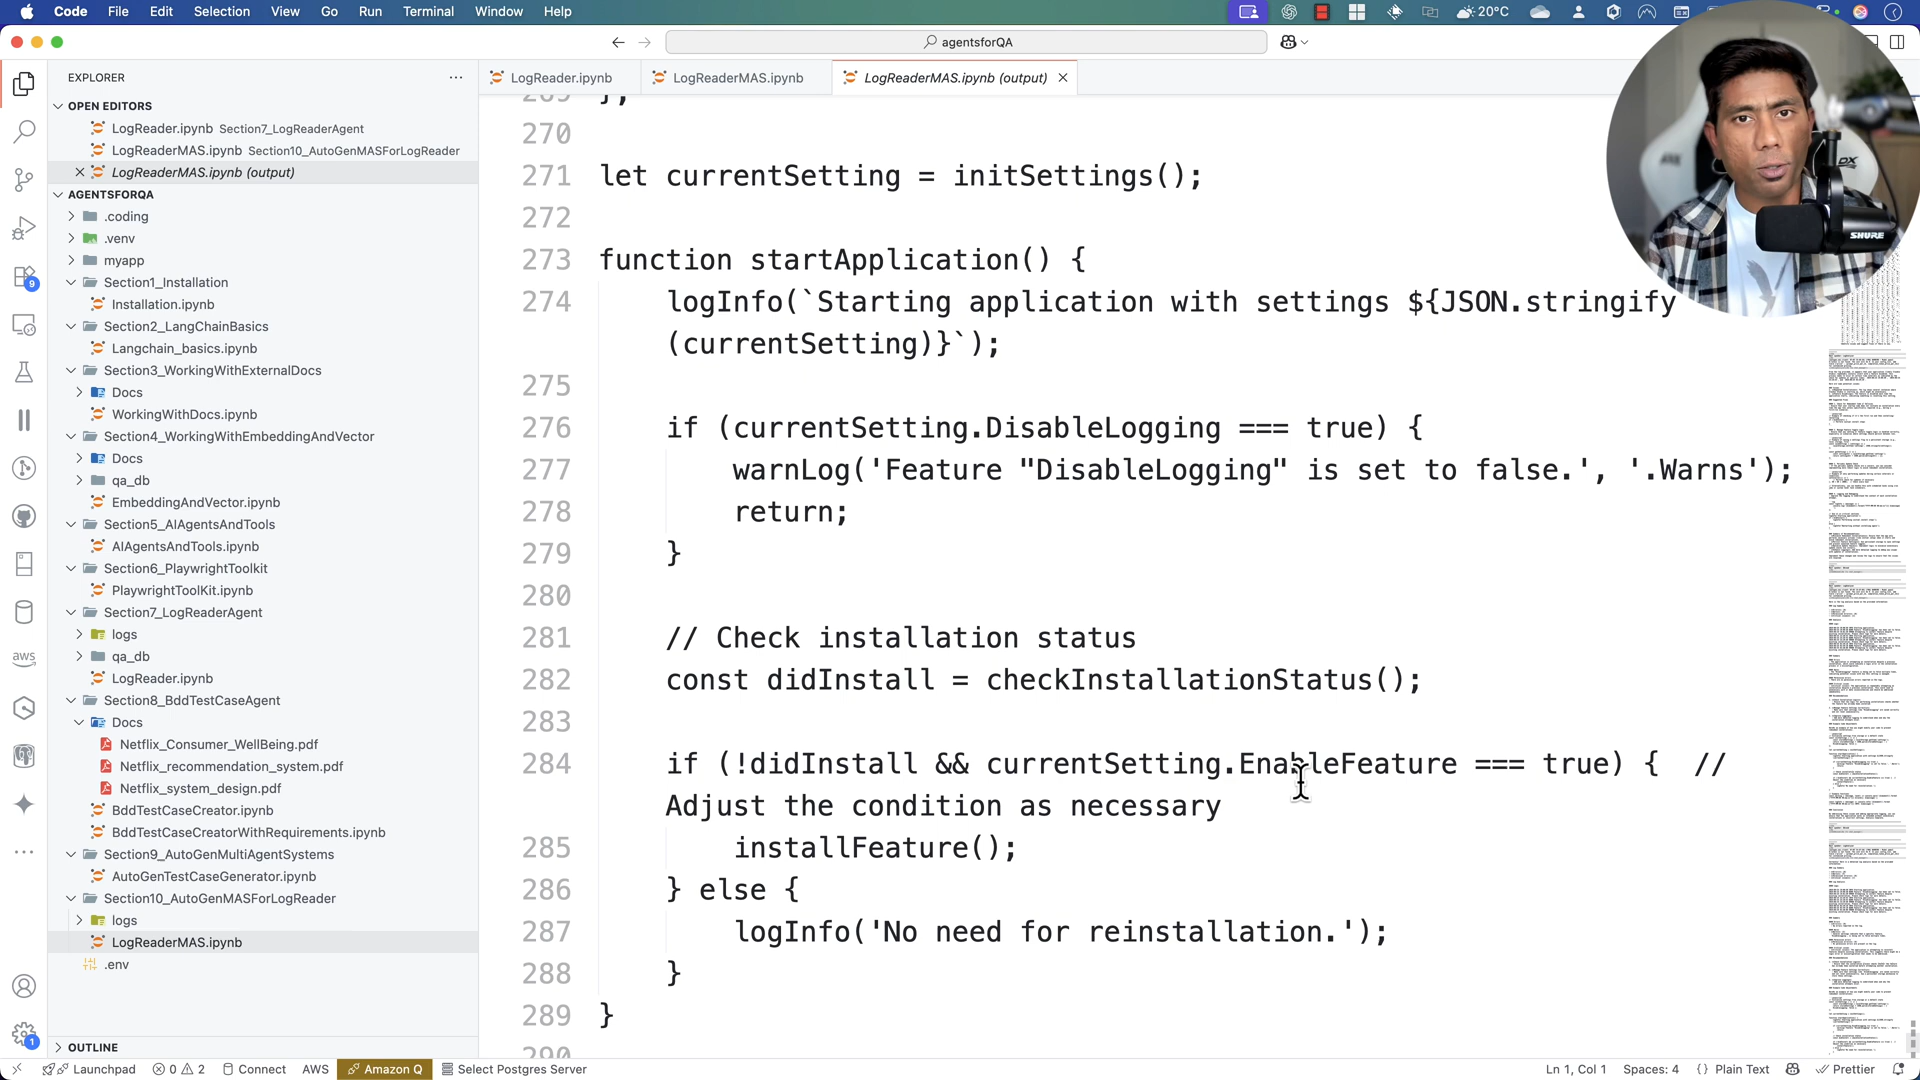 Code File Edit Selection View Go Run Terminal Window Help
20°C
agentsforQA
EXPLORER
LogReader.ipynb
LogReaderMAS.ipynb
LogReaderMAS.ipynb (output)
OPEN EDITORS
LogReader.ipynb Section7_LogReaderAgent
LogReaderMAS.ipynb Section10_AutoGenMASForLogReader
LogReaderMAS.ipynb (output)
AGENTSFORQA
.coding
.venv
myapp
Section1_Installation
Installation.ipynb
Section2_LangChainBasics
Langchain_basics.ipynb
Section3_WorkingWithExternalDocs
Docs
WorkingWithDocs.ipynb
Section4_WorkingWithEmbeddingAndVector
Docs
qa_db
EmbeddingAndVector.ipynb
Section5_AIAgentsAndTools
AIAgentsAndTools.ipynb
Section6_PlaywrightToolkit
PlaywrightToolKit.ipynb
Section7_LogReaderAgent
logs
qa_db
LogReader.ipynb
Section8_BddTestCaseAgent
Docs
Netflix_Consumer_WellBeing.pdf
Netflix_recommendation_system.pdf
Netflix_system_design.pdf
BddTestCaseCreator.ipynb
BddTestCaseCreatorWithRequirements.ipynb
Section9_AutoGenMultiAgentSystems
AutoGenTestCaseGenerator.ipynb
Section10_AutoGenMASForLogReader
logs
LogReaderMAS.ipynb
.env
OUTLINE
aws
9
1
269 };
270
271 let currentSetting = initSettings();
272
273 function startApplication() {
274 logInfo(`Starting application with settings ${JSON.stringify
(currentSetting)}`);
275
276 if (currentSetting.DisableLogging === true) {
277 warnLog('Feature "DisableLogging" is set to false.', '.Warns');
278 return;
279 }
280
281 // Check installation status
282 const didInstall = checkInstallationStatus();
283
284 if (!didInstall && currentSetting.EnableFeature === true) { //
Adjust the condition as necessary
285 installFeature();
286 } else {
287 logInfo('No need for reinstallation.');
288 }
289 }
290
SHURE
DX
Launchpad 0 2 Connect AWS Amazon Q Select Postgres Server Ln 1, Col 1 Spaces: 4 {} Plain Text Prettier